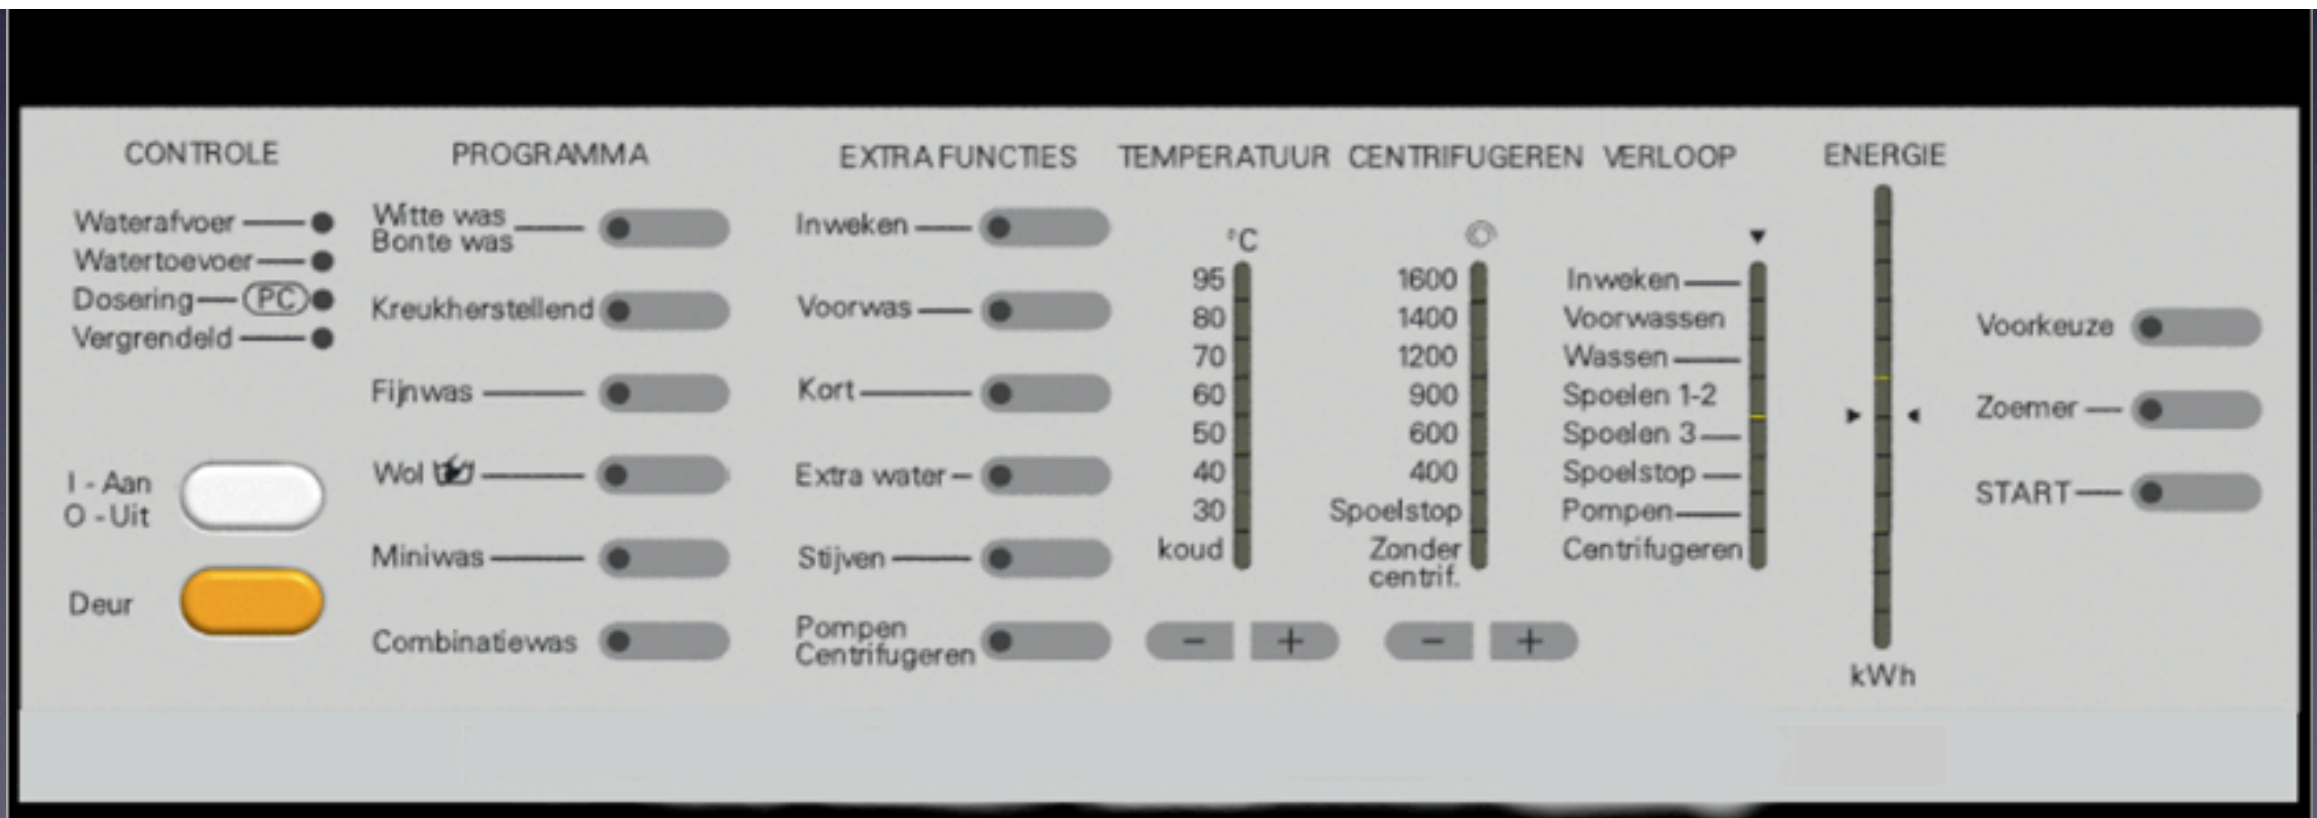 CONTROLE
Waterafvoer
Watertoevoer
Dosering PC
Vergrendeld
I - Aan
O - Uit
Deur
PROGRAMMA
Witte was
Bonte was
Kreukherstellend
Fijnwas
Wol
Miniwas
Combinatiewas
EXTRA FUNCTIES
Inweken
Voorwas
Kort
Extra water
Stijven
Pompen
Centrifugeren
TEMPERATUUR
°C
95
80
70
60
50
40
30
koud
- +
CENTRIFUGEREN
1600
1400
1200
900
600
400
Spoelstop
Zonder
centrif.
- +
VERLOOP
Inweken
Voorwassen
Wassen
Spoelen 1-2
Spoelen 3
Spoelstop
Pompen
Centrifugeren
ENERGIE
kWh
Voorkeuze
Zoemer
START